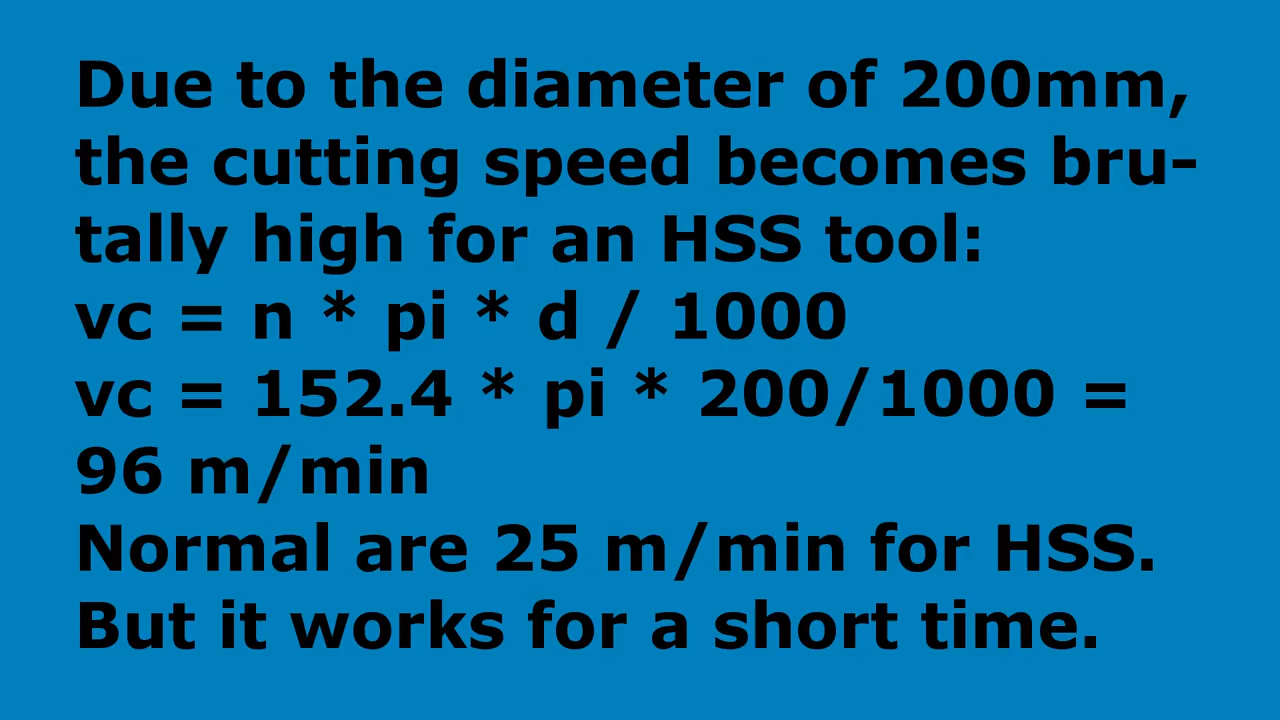 Due to the diameter of 200mm,
the cutting speed becomes bru-
tally high for an HSS tool:
vc = n * pi * d / 1000
vc = 152.4 * pi * 200/1000 =
96 m/min
Normal are 25 m/min for HSS.
But it works for a short time.